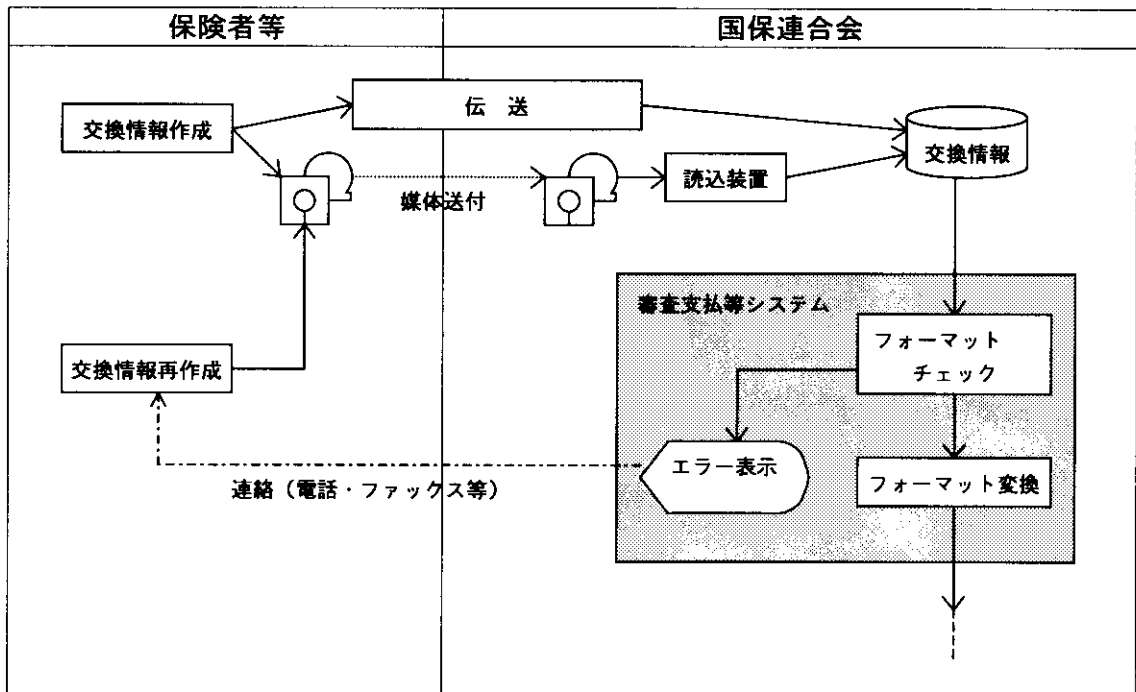 保険者等
国保連合会
伝 送
交換情報作成
交換情報
読込装置
媒体送付
審査支払等システム
フォーマット
チェック
交換情報再作成
エラー表示
フォーマット変換
連絡（電話・ファックス等）